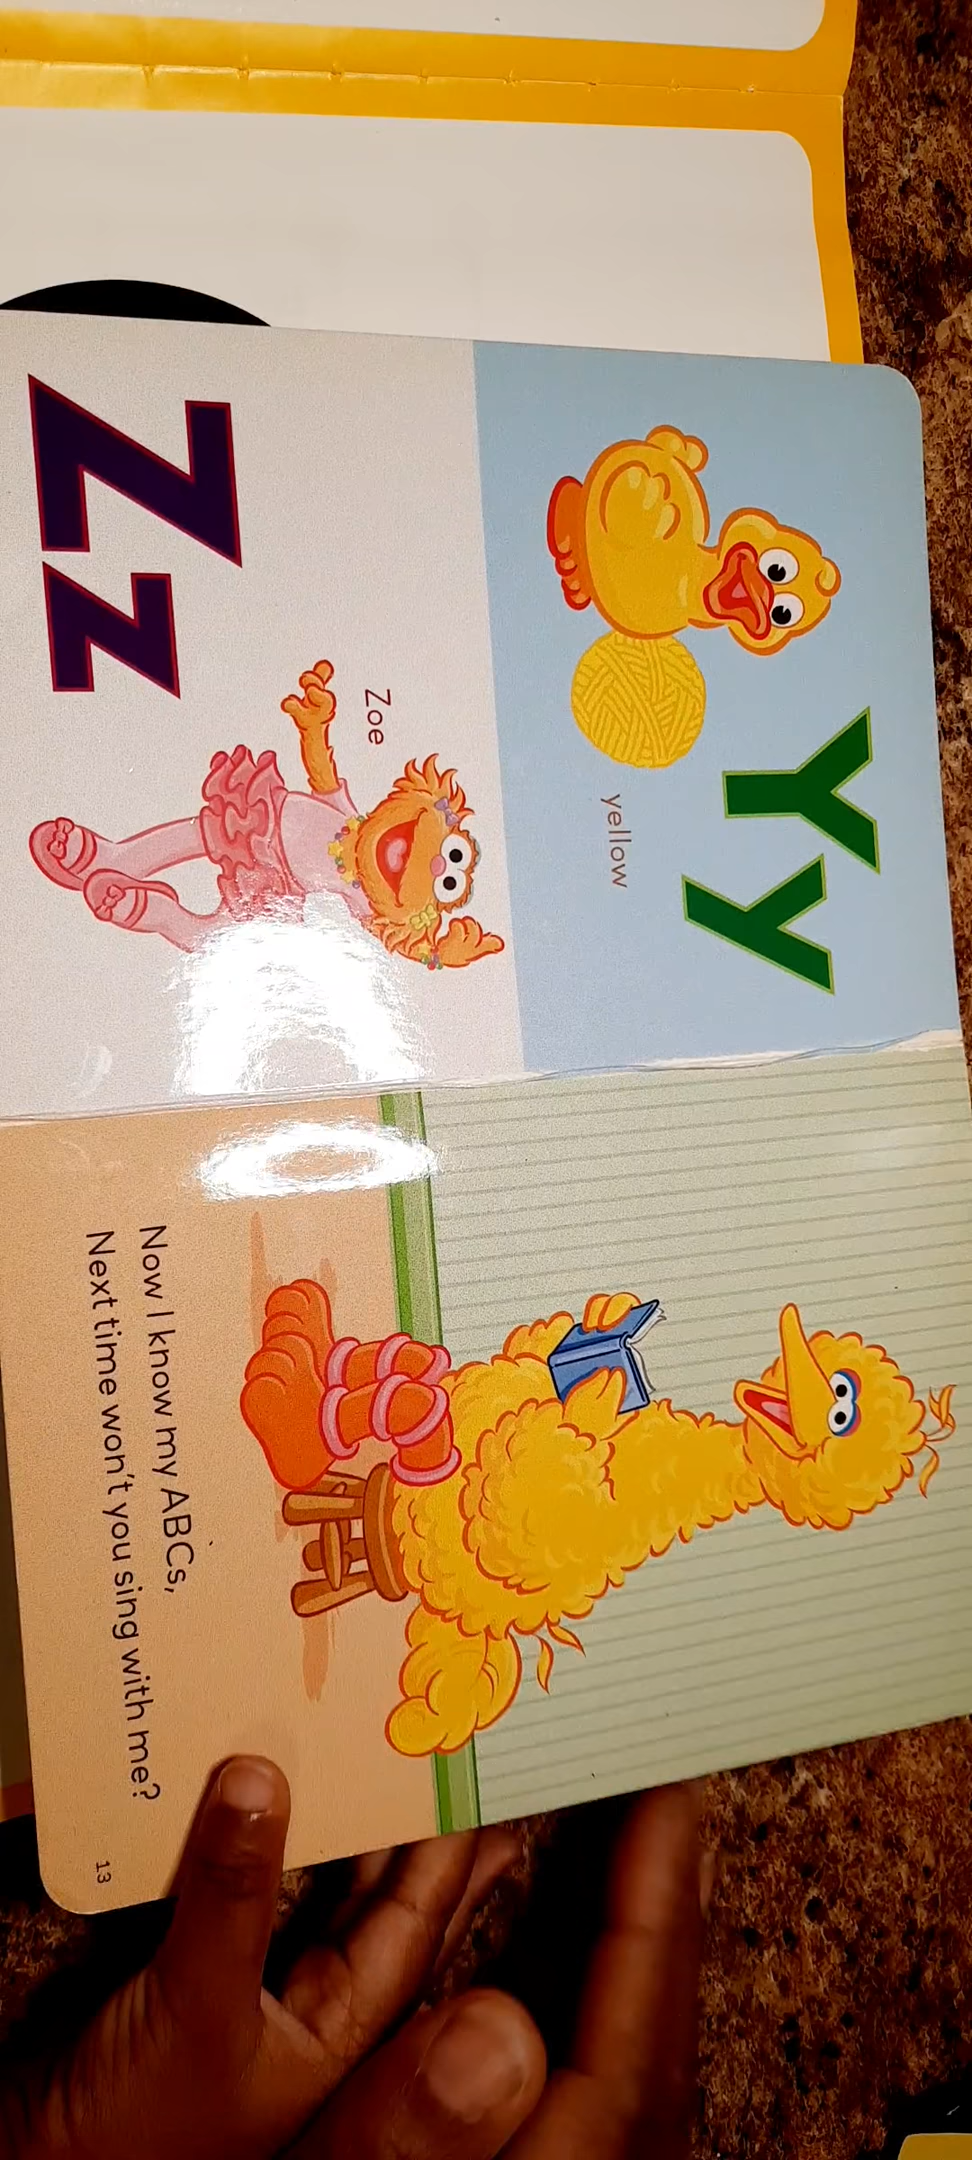 Yy
yellow
Zoe
Zz
Now I know my ABCs,
Next time won't you sing with me?
13